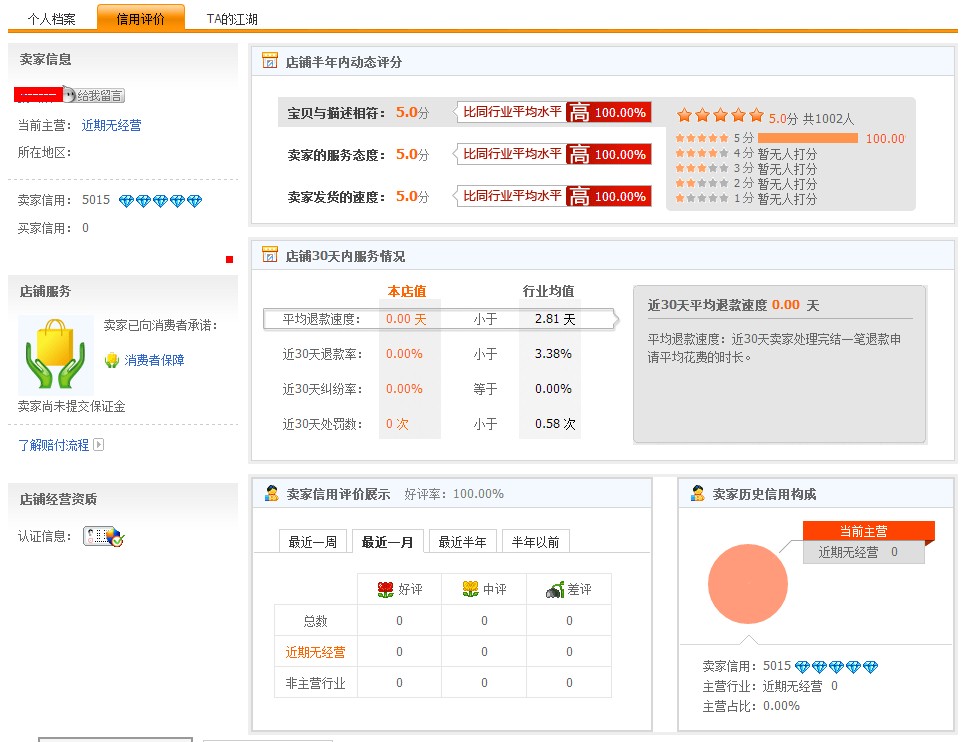 个人档案 信用评价 TA的江湖
卖家信息
给我留言
当前主营: 近期无经营
所在地区:
卖家信用: 5015
买家信用: 0
店铺服务
卖家已向消费者承诺:
消费者保障
卖家尚未提交保证金
了解赔付流程
店铺经营资质
认证信息:
店铺半年内动态评分
宝贝与描述相符: 5.0分 比同行业平均水平 高 100.00%
卖家的服务态度: 5.0分 比同行业平均水平 高 100.00%
卖家发货的速度: 5.0分 比同行业平均水平 高 100.00%
5.0分 共1002人
5分 100.00
4分 暂无人打分
3分 暂无人打分
2分 暂无人打分
1分 暂无人打分
店铺30天内服务情况
本店值 行业均值
平均退款速度: 0.00 天 小于 2.81 天
近30天退款率: 0.00% 小于 3.38%
近30天纠纷率: 0.00% 等于 0.00%
近30天处罚数: 0 次 小于 0.58 次
近30天平均退款速度 0.00 天
平均退款速度: 近30天卖家处理完结一笔退款申
请平均花费的时长。
卖家信用评价展示 好评率: 100.00%
最近一周 最近一月 最近半年 半年以前
好评 中评 差评
总数 0 0 0
近期无经营 0 0 0
非主营行业 0 0 0
卖家历史信用构成
当前主营
近期无经营 0
卖家信用: 5015
主营行业: 近期无经营 0
主营占比: 0.00%